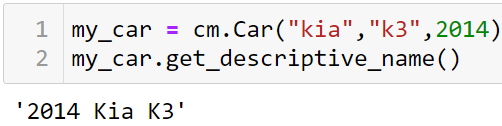 1 my_car = cm.Car("kia","k3",2014)
2 my_car.get_descriptive_name()
'2014 Kia K3'